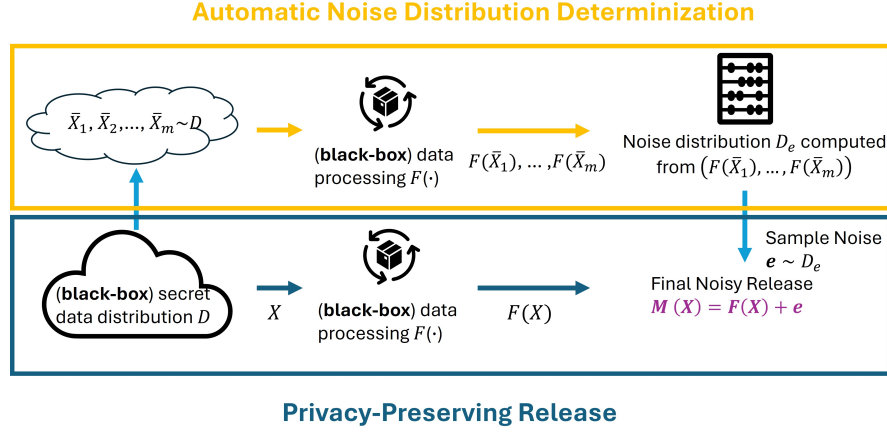 Automatic Noise Distribution Determinization
X̄₁, X̄₂,..., X̄ₘ~D
(black-box) data
processing F(·)
F(X̄₁), … ,F(X̄ₘ)
Noise distribution Dₑ computed
from (F(X̄₁), … , F(X̄ₘ))
Sample Noise
e ~ Dₑ
(black-box) secret
data distribution D
X
(black-box) data
processing F(·)
F(X)
Final Noisy Release
M (X) = F(X) + e
Privacy-Preserving Release